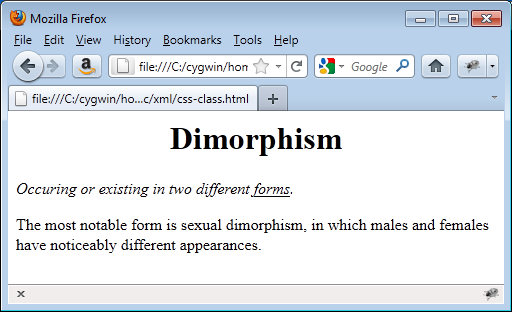 Mozilla Firefox
File Edit View History Bookmarks Tools Help
file:///C:/cygwin/hon Google
file:///C:/cygwin/ho...c/xml/css-class.html
Dimorphism
Occuring or existing in two different forms.
The most notable form is sexual dimorphism, in which males and females
have noticeably different appearances.